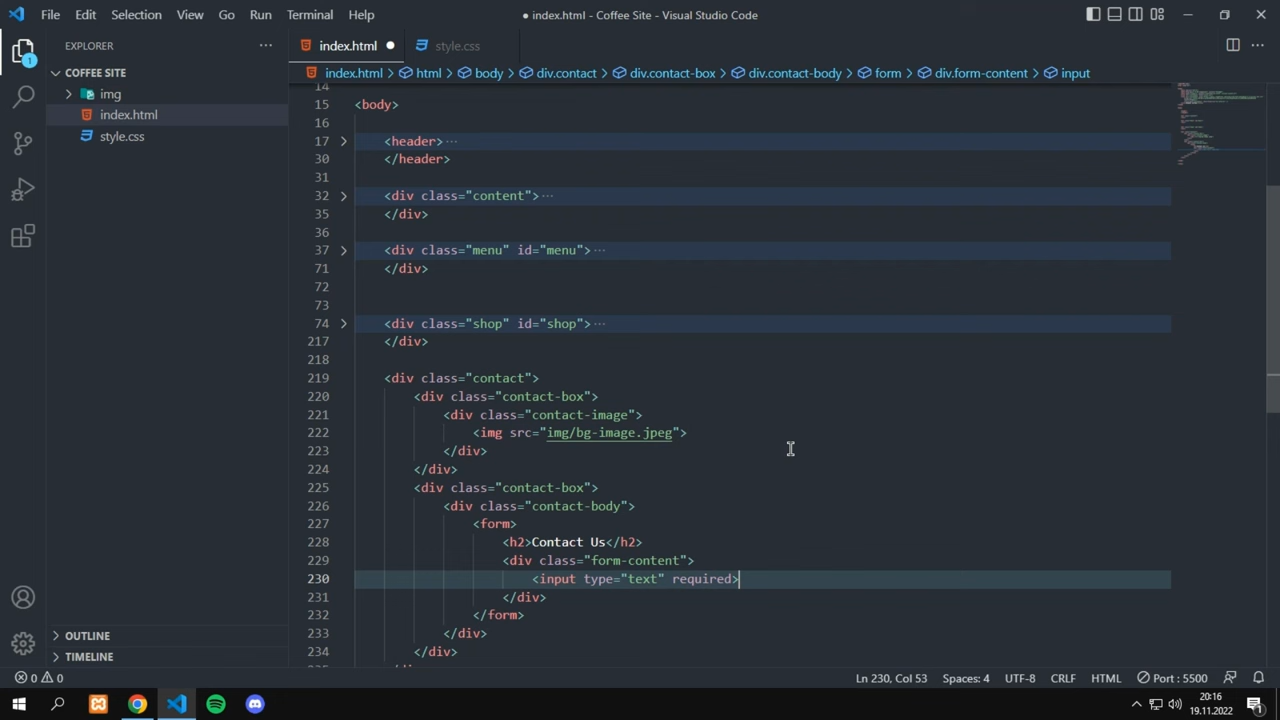 File Edit Selection View Go Run Terminal Help
● index.html - Coffee Site - Visual Studio Code
EXPLORER ···
index.html ●
style.css
COFFEE SITE
img
index.html
style.css
1
index.html > html > body > div.contact > div.contact-box > div.contact-body > form > div.form-content > input
14
15 <body>
16
17 <header>···
30 </header>
31
32 <div class="content">···
35 </div>
36
37 <div class="menu" id="menu">···
71 </div>
72
73
74 <div class="shop" id="shop">···
217 </div>
218
219 <div class="contact">
220 <div class="contact-box">
221 <div class="contact-image">
222 <img src="img/bg-image.jpeg">
223 </div>
224 </div>
225 <div class="contact-box">
226 <div class="contact-body">
227 <form>
228 <h2>Contact Us</h2>
229 <div class="form-content">
230 <input type="text" required>
231 </div>
232 </form>
233 </div>
234 </div>
OUTLINE
TIMELINE
0 0
Ln 230, Col 53 Spaces: 4 UTF-8 CRLF HTML Port : 5500
20:16
19.11.2022
1